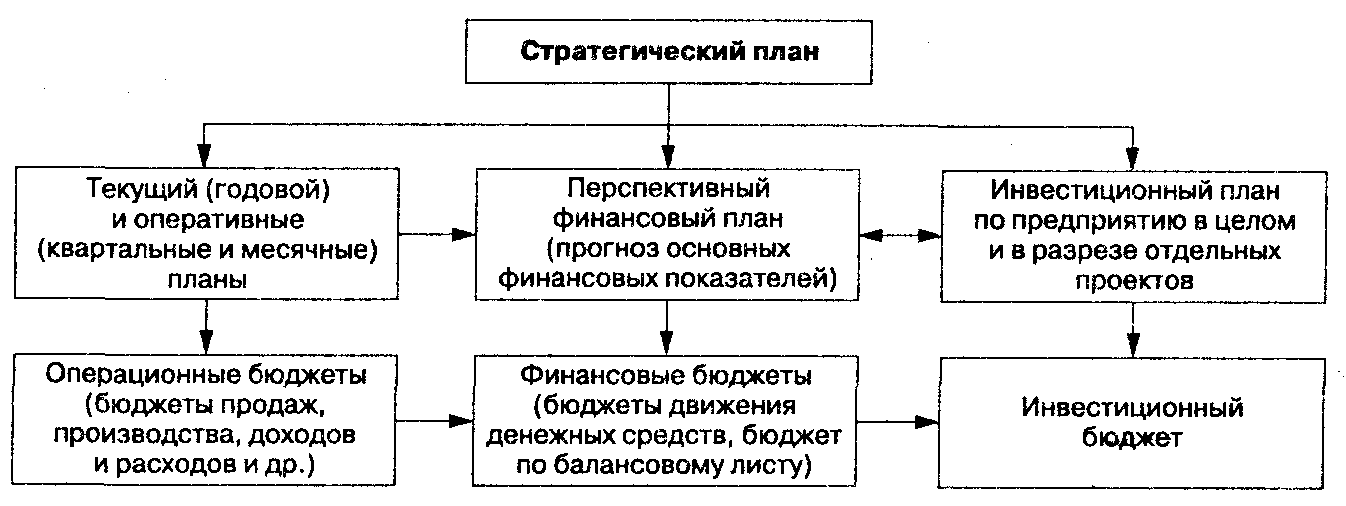 Стратегический план
Текущий (годовой)
и оперативные
(квартальные и месячные)
планы
Перспективный
финансовый план
(прогноз основных
финансовых показателей)
Инвестиционный план
по предприятию в целом
и в разрезе отдельных
проектов
Операционные бюджеты
(бюджеты продаж,
производства, доходов
и расходов и др.)
Финансовые бюджеты
(бюджеты движения
денежных средств, бюджет
по балансовому листу)
Инвестиционный
бюджет